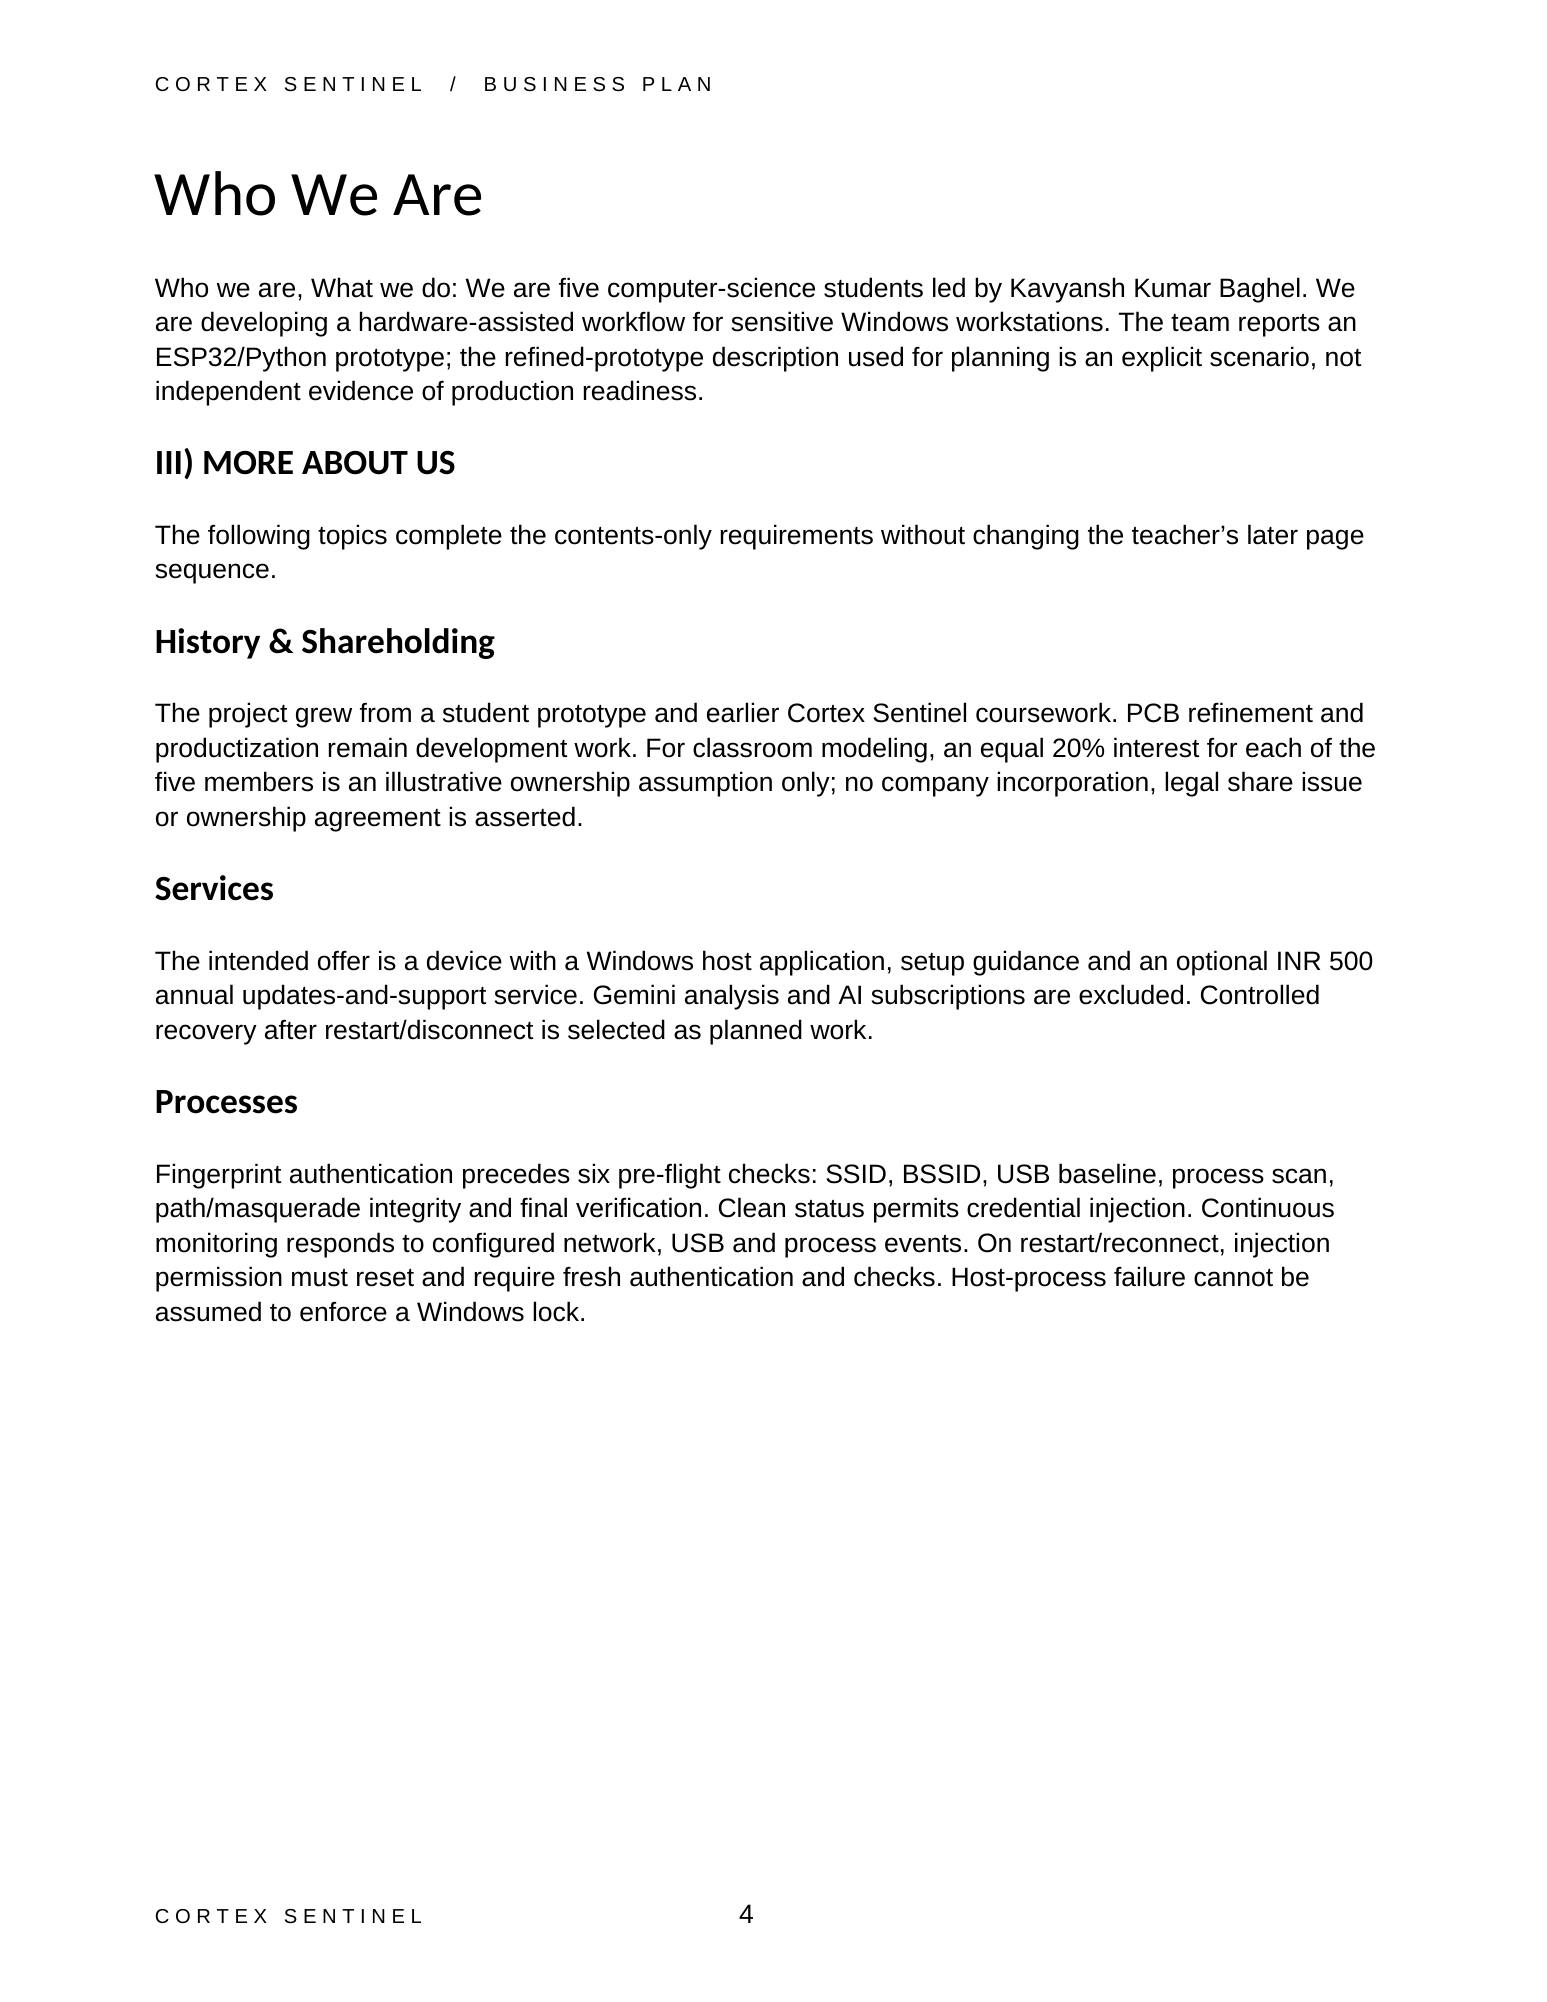 CORTEX SENTINEL / BUSINESS PLAN
Who We Are
Who we are, What we do: We are five computer-science students led by Kavyansh Kumar Baghel. We
are developing a hardware-assisted workflow for sensitive Windows workstations. The team reports an
ESP32/Python prototype; the refined-prototype description used for planning is an explicit scenario, not
independent evidence of production readiness.
III) MORE ABOUT US
The following topics complete the contents-only requirements without changing the teacher’s later page
sequence.
History & Shareholding
The project grew from a student prototype and earlier Cortex Sentinel coursework. PCB refinement and
productization remain development work. For classroom modeling, an equal 20% interest for each of the
five members is an illustrative ownership assumption only; no company incorporation, legal share issue
or ownership agreement is asserted.
Services
The intended offer is a device with a Windows host application, setup guidance and an optional INR 500
annual updates-and-support service. Gemini analysis and AI subscriptions are excluded. Controlled
recovery after restart/disconnect is selected as planned work.
Processes
Fingerprint authentication precedes six pre-flight checks: SSID, BSSID, USB baseline, process scan,
path/masquerade integrity and final verification. Clean status permits credential injection. Continuous
monitoring responds to configured network, USB and process events. On restart/reconnect, injection
permission must reset and require fresh authentication and checks. Host-process failure cannot be
assumed to enforce a Windows lock.
CORTEX SENTINEL 4